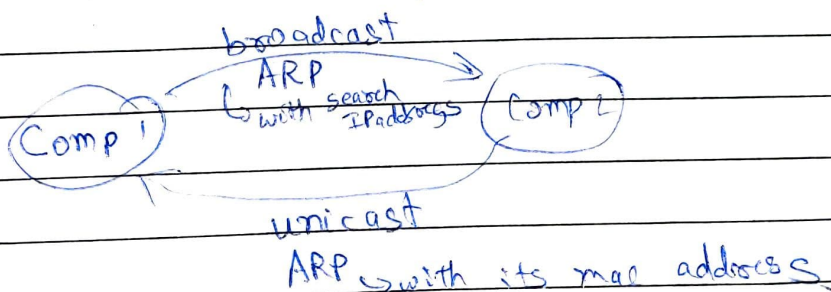 broadcast
ARP
↳ with search
IPaddress
Comp 1
Comp 2
unicast
ARP ↳ with its mac address